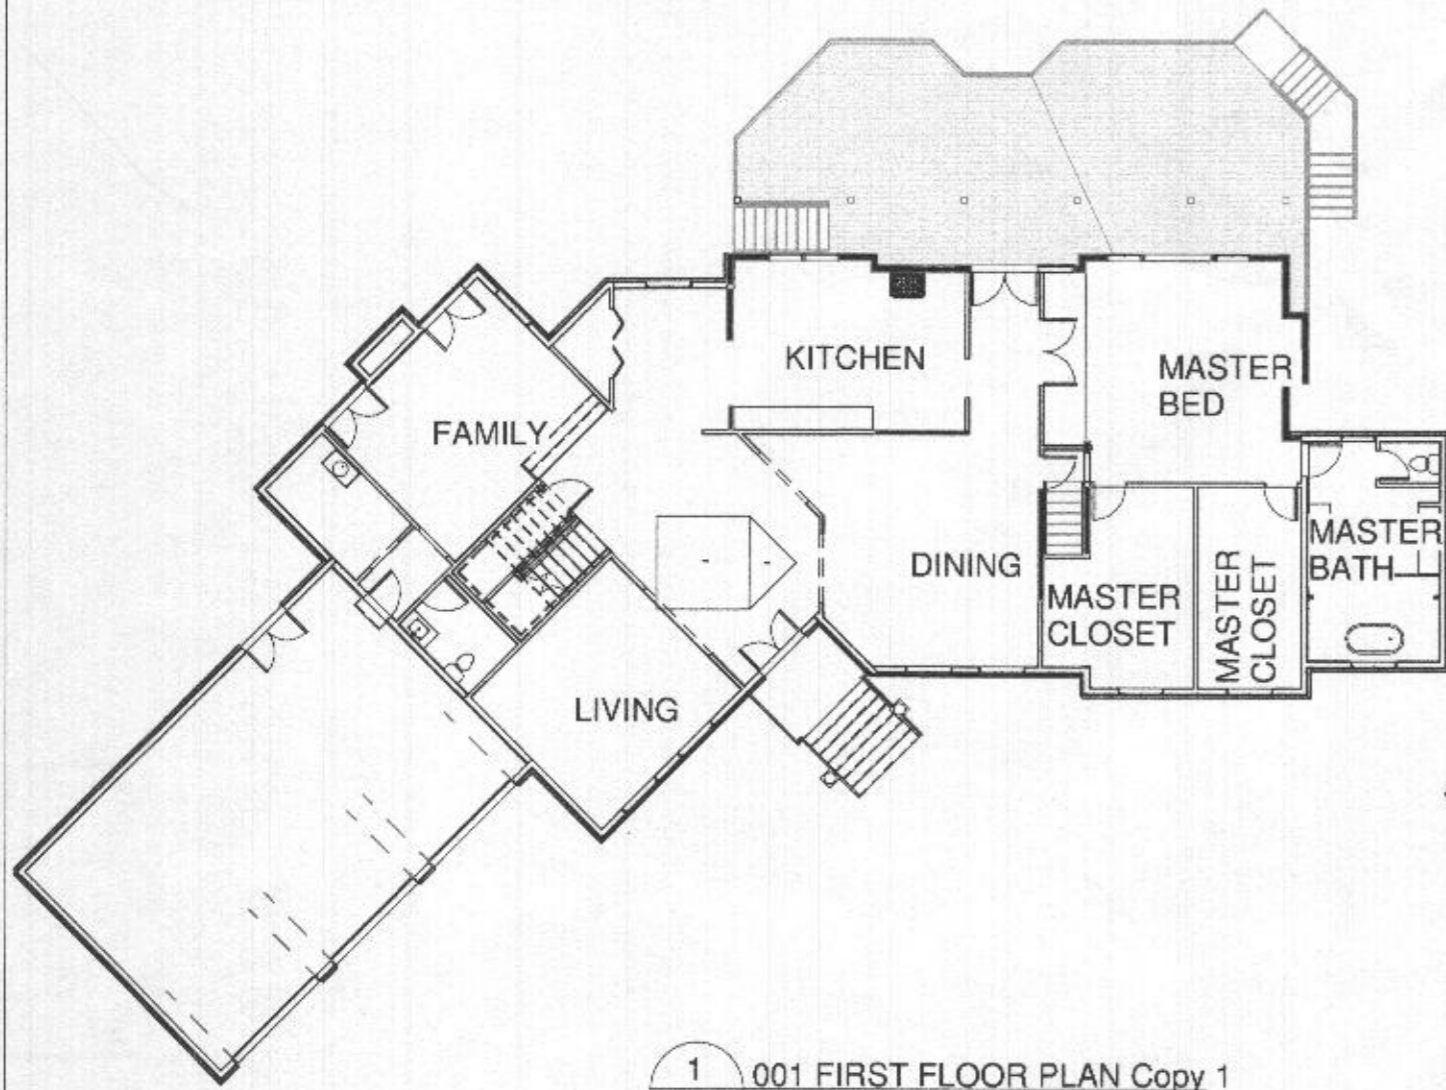 KITCHEN
MASTER
BED
FAMILY
MASTER
BATH
DINING
MASTER
CLOSET
MASTER
CLOSET
LIVING
1
001 FIRST FLOOR PLAN Copy 1